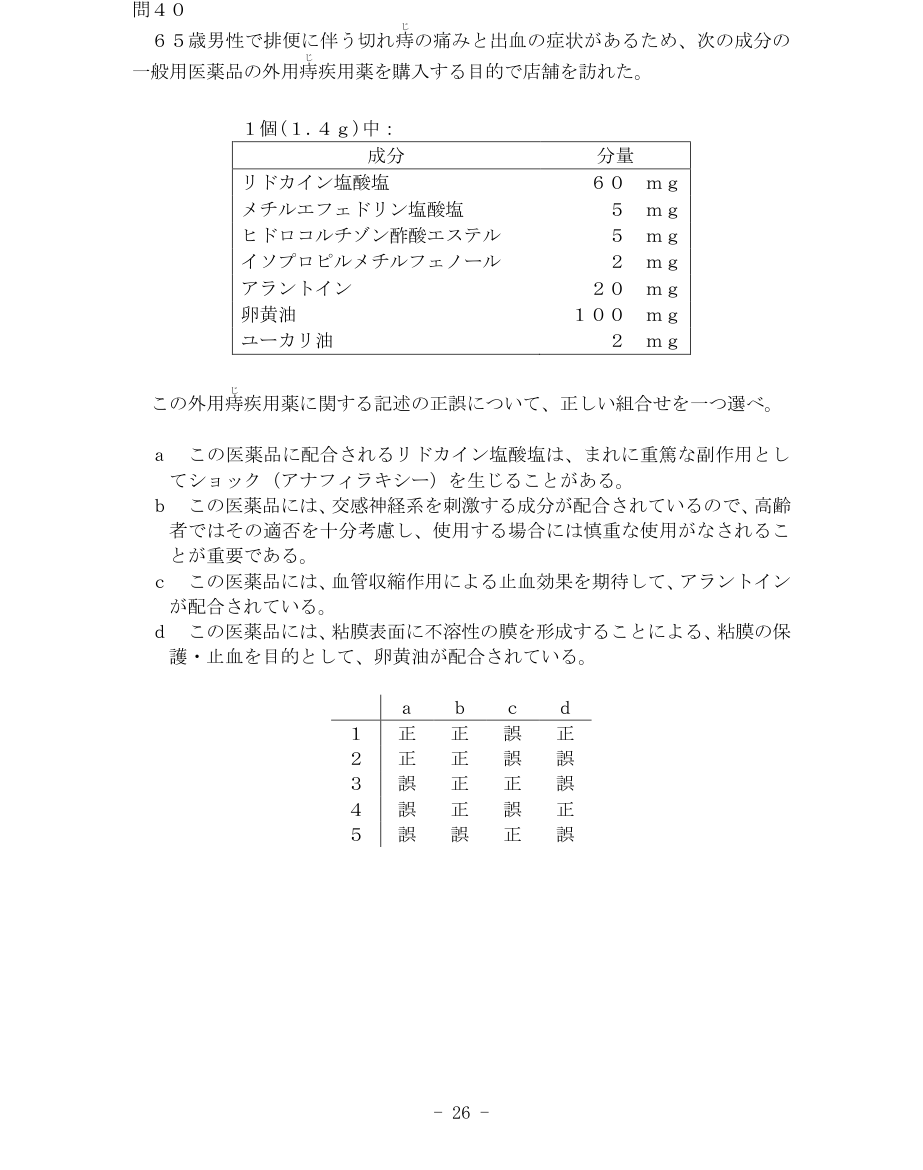 問４０
６５歳男性で排便に伴う切れ痔の痛みと出血の症状があるため、次の成分の
一般用医薬品の外用痔疾用薬を購入する目的で店舗を訪れた。
１個(１.４ｇ)中：
成分 分量
リドカイン塩酸塩 ６０ ｍｇ
メチルエフェドリン塩酸塩 ５ ｍｇ
ヒドロコルチゾン酢酸エステル ５ ｍｇ
イソプロピルメチルフェノール ２ ｍｇ
アラントイン ２０ ｍｇ
卵黄油 １００ ｍｇ
ユーカリ油 ２ ｍｇ
この外用痔疾用薬に関する記述の正誤について、正しい組合せを一つ選べ。
ａ この医薬品に配合されるリドカイン塩酸塩は、まれに重篤な副作用とし
てショック（アナフィラキシー）を生じることがある。
ｂ この医薬品には、交感神経系を刺激する成分が配合されているので、高齢
者ではその適否を十分考慮し、使用する場合には慎重な使用がなされるこ
とが重要である。
ｃ この医薬品には、血管収縮作用による止血効果を期待して、アラントイン
が配合されている。
ｄ この医薬品には、粘膜表面に不溶性の膜を形成することによる、粘膜の保
護・止血を目的として、卵黄油が配合されている。
ａ ｂ ｃ ｄ
１ 正 正 誤 正
２ 正 正 誤 誤
３ 誤 正 正 誤
４ 誤 正 誤 正
５ 誤 誤 正 誤
- 26 -